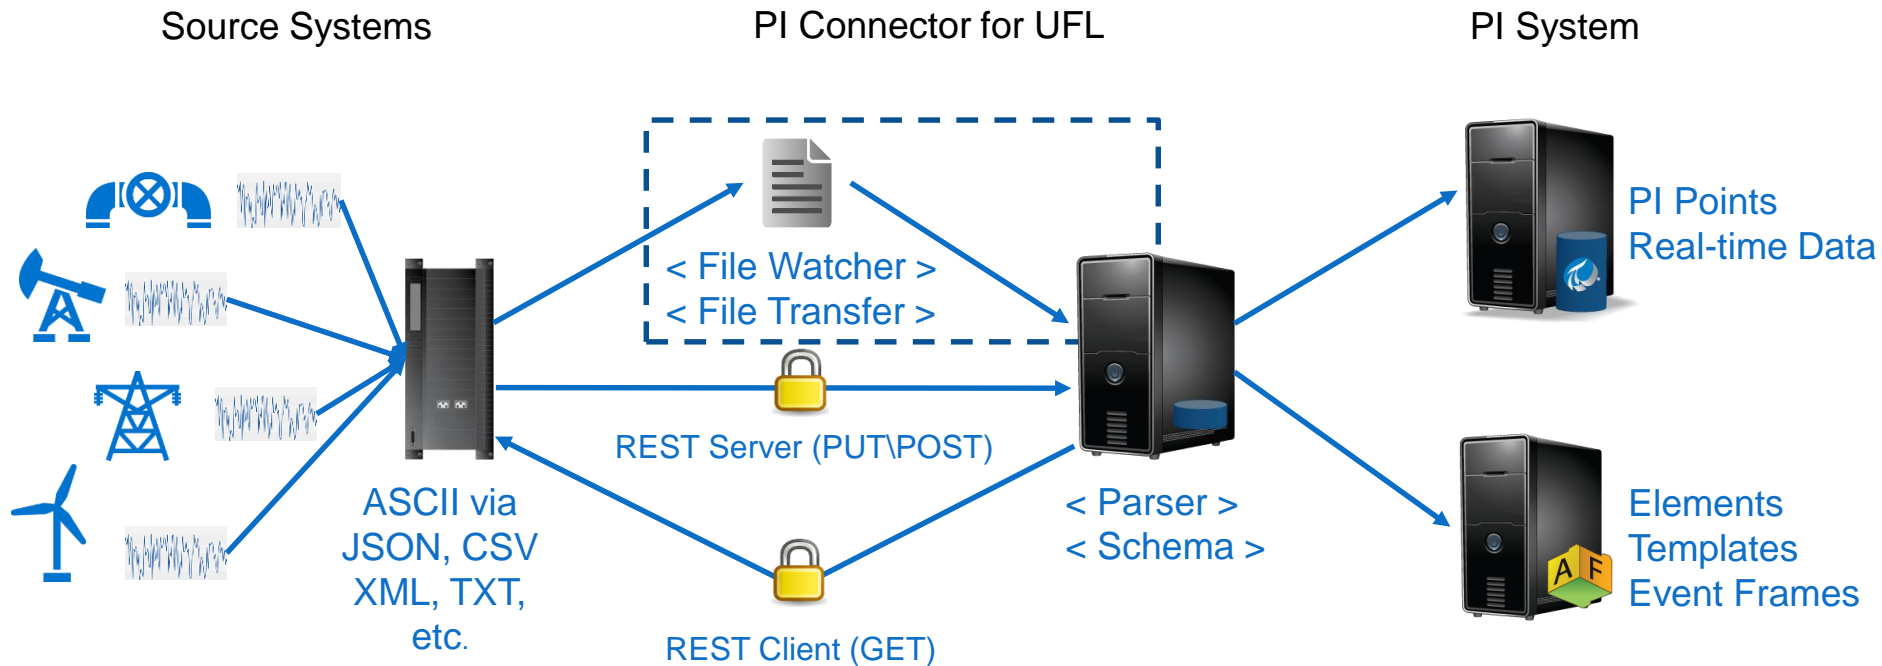 Source Systems
PI Connector for UFL
PI System
< File Watcher >
< File Transfer >
PI Points
Real-time Data
REST Server (PUT\POST)
ASCII via
JSON, CSV
XML, TXT,
etc.
< Parser >
< Schema >
REST Client (GET)
A F
Elements
Templates
Event Frames